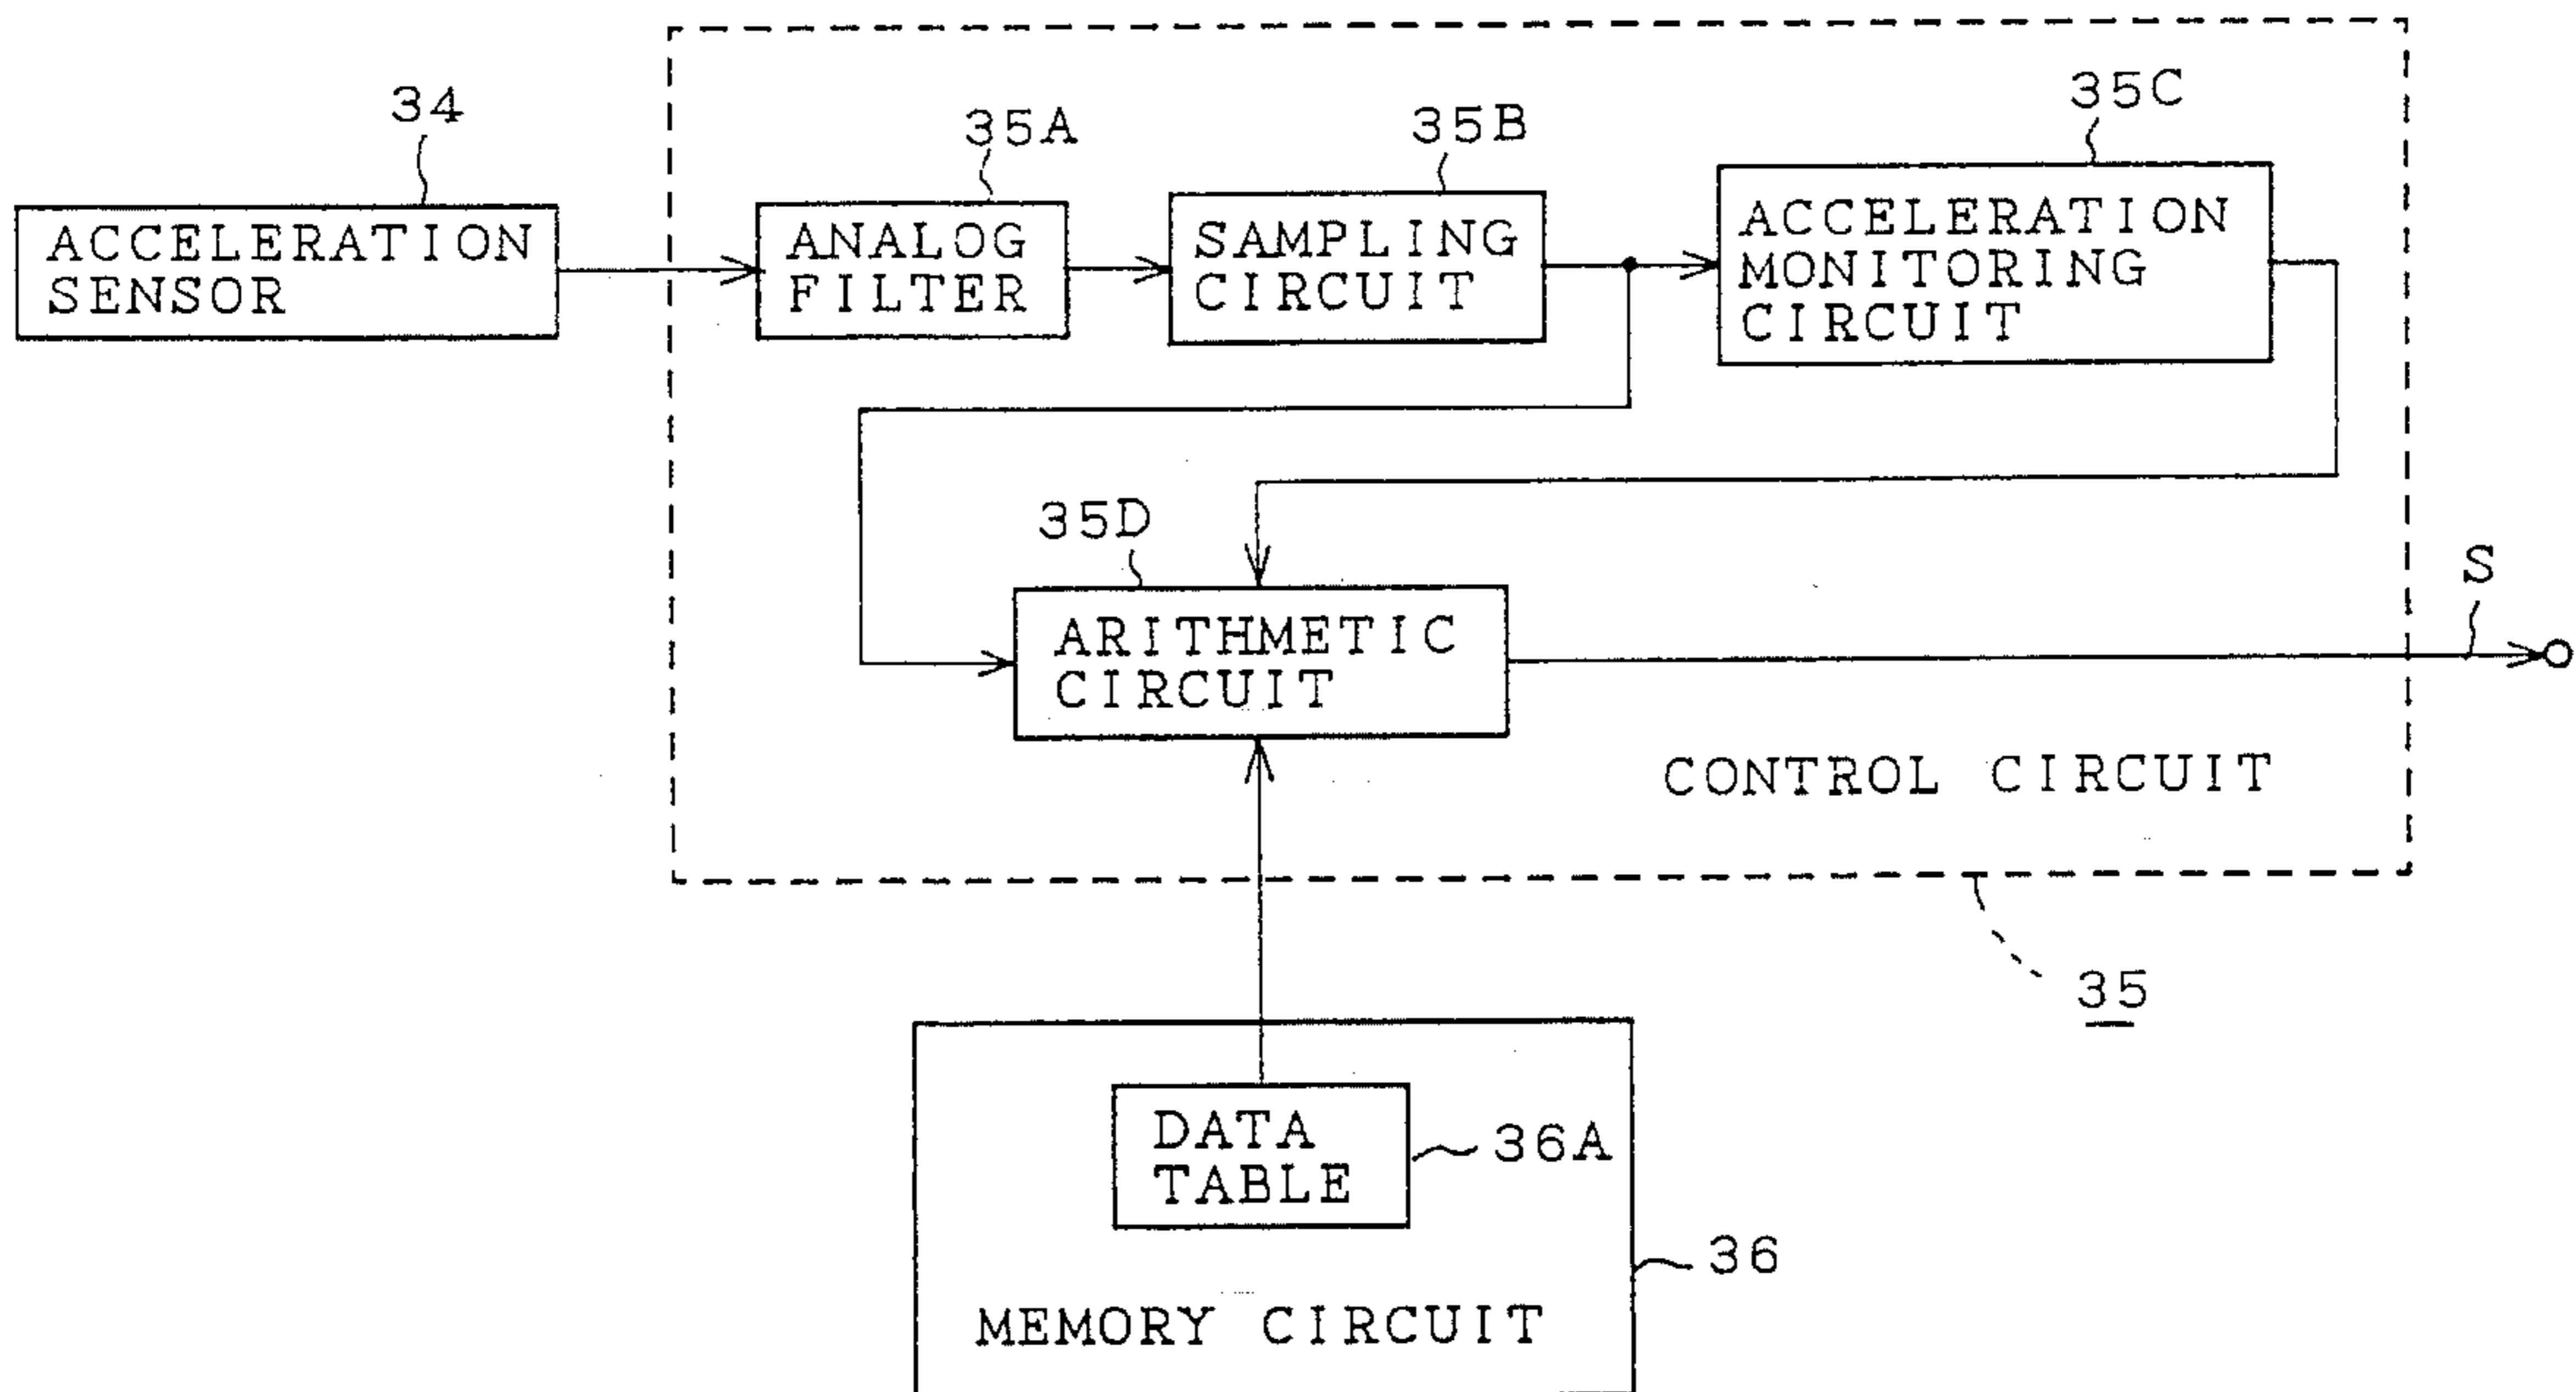 34
ACCELERATION
SENSOR
35A
ANALOG
FILTER
35B
SAMPLING
CIRCUIT
35C
ACCELERATION
MONITORING
CIRCUIT
35D
ARITHMETIC
CIRCUIT
S
CONTROL CIRCUIT
35
DATA
TABLE
36A
36
MEMORY CIRCUIT